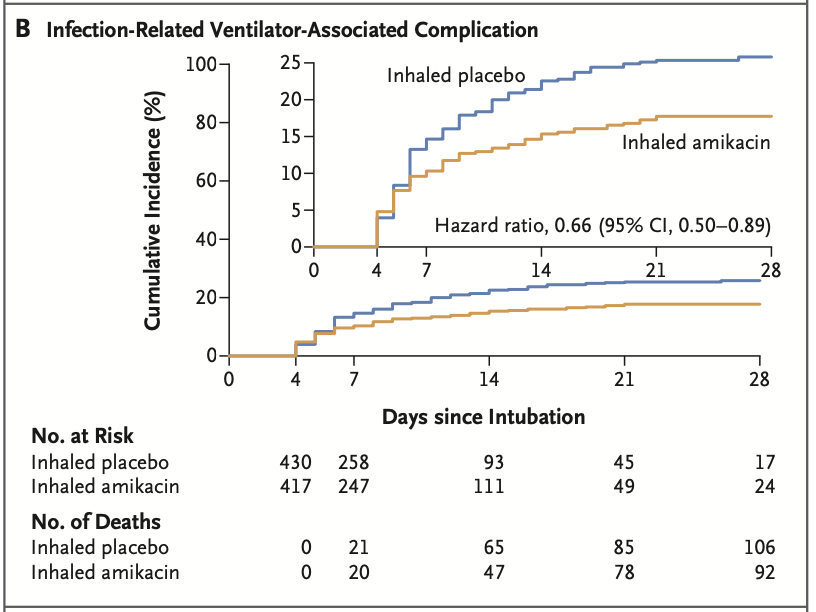 B Infection-Related Ventilator-Associated Complication
Cumulative Incidence (%)
100
80
60
40
20
0
25
20
15
10
5
0
Inhaled placebo
Inhaled amikacin
Hazard ratio, 0.66 (95% CI, 0.50–0.89)
0 4 7 14 21 28
0 4 7 14 21 28
Days since Intubation
No. at Risk
Inhaled placebo 430 258 93 45 17
Inhaled amikacin 417 247 111 49 24
No. of Deaths
Inhaled placebo 0 21 65 85 106
Inhaled amikacin 0 20 47 78 92